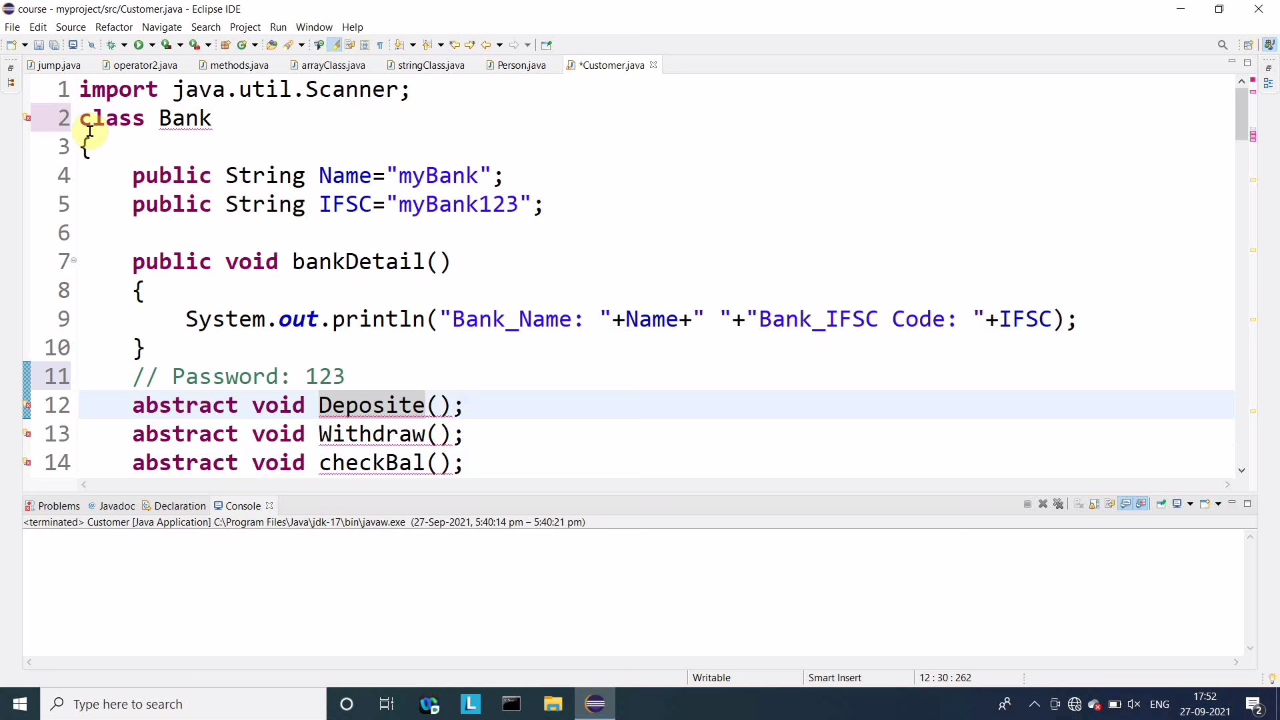 course - myproject/src/Customer.java - Eclipse IDE
File Edit Source Refactor Navigate Search Project Run Window Help
jump.java operator2.java methods.java arrayClass.java stringClass.java Person.java *Customer.java
1 import java.util.Scanner;
2 class Bank
3 {
4 public String Name="myBank";
5 public String IFSC="myBank123";
6
7 public void bankDetail()
8 {
9 System.out.println("Bank_Name: "+Name+" "+"Bank_IFSC Code: "+IFSC);
10 }
11 // Password: 123
12 abstract void Deposite();
13 abstract void Withdraw();
14 abstract void checkBal();
Problems Javadoc Declaration Console
<terminated> Customer [Java Application] C:\Program Files\Java\jdk-17\bin\javaw.exe (27-Sep-2021, 5:40:14 pm – 5:40:21 pm)
Writable Smart Insert 12 : 30 : 262
Type here to search
L
ENG
17:52
27-09-2021
2